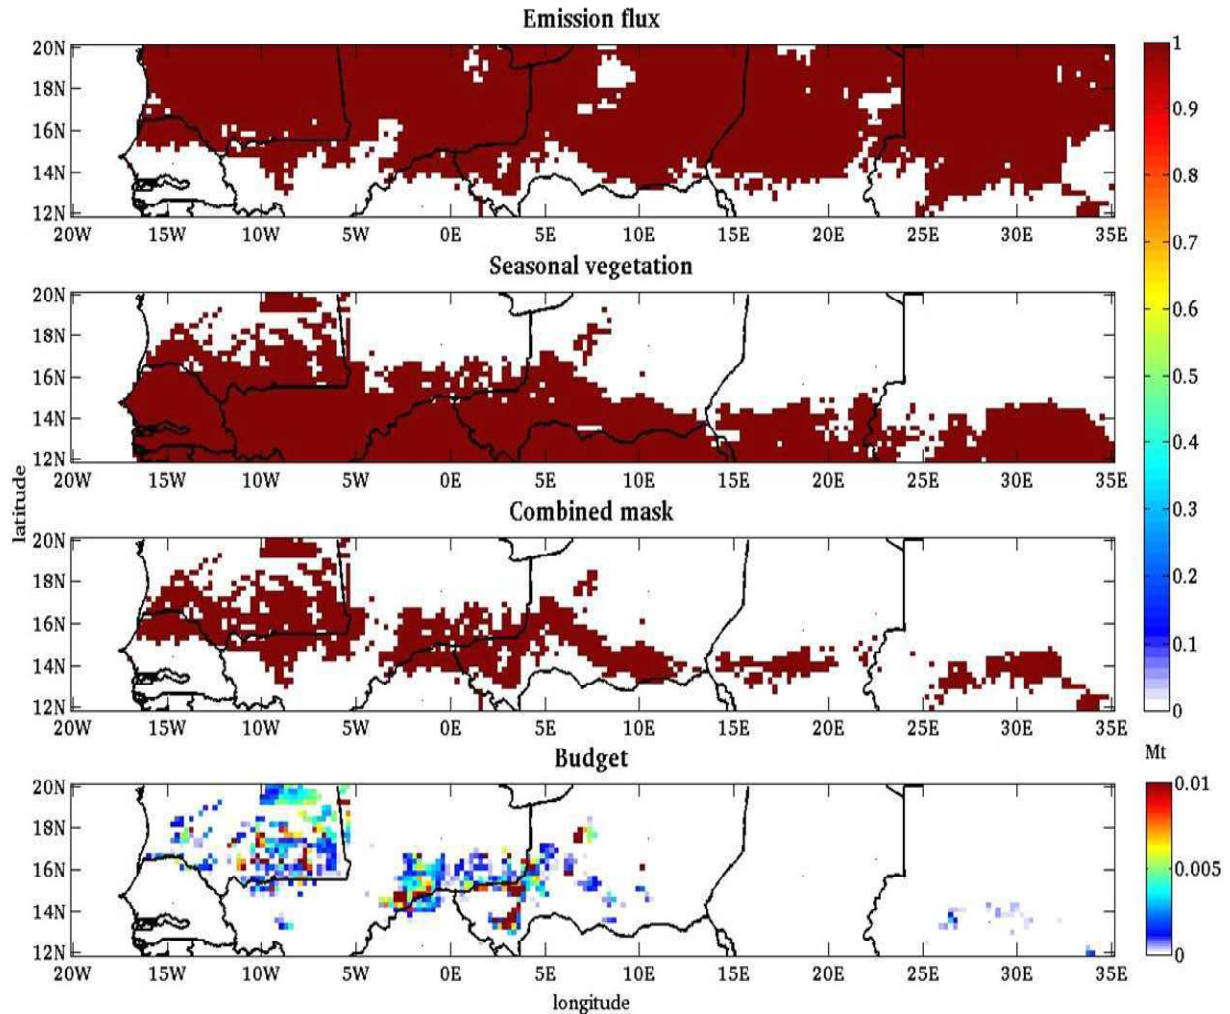 Emission flux
20N
18N
16N
14N
12N
20W 15W 10W 5W 0E 5E 10E 15E 20E 25E 30E 35E
Seasonal vegetation
20N
18N
16N
14N
12N
20W 15W 10W 5W 0E 5E 10E 15E 20E 25E 30E 35E
Combined mask
20N
18N
16N
14N
12N
20W 15W 10W 5W 0E 5E 10E 15E 20E 25E 30E 35E
Budget
20N
18N
16N
14N
12N
20W 15W 10W 5W 0E 5E 10E 15E 20E 25E 30E 35E
longitude
latitude
1
0.9
0.8
0.7
0.6
0.5
0.4
0.3
0.2
0.1
0
Mt
0.01
0.005
0